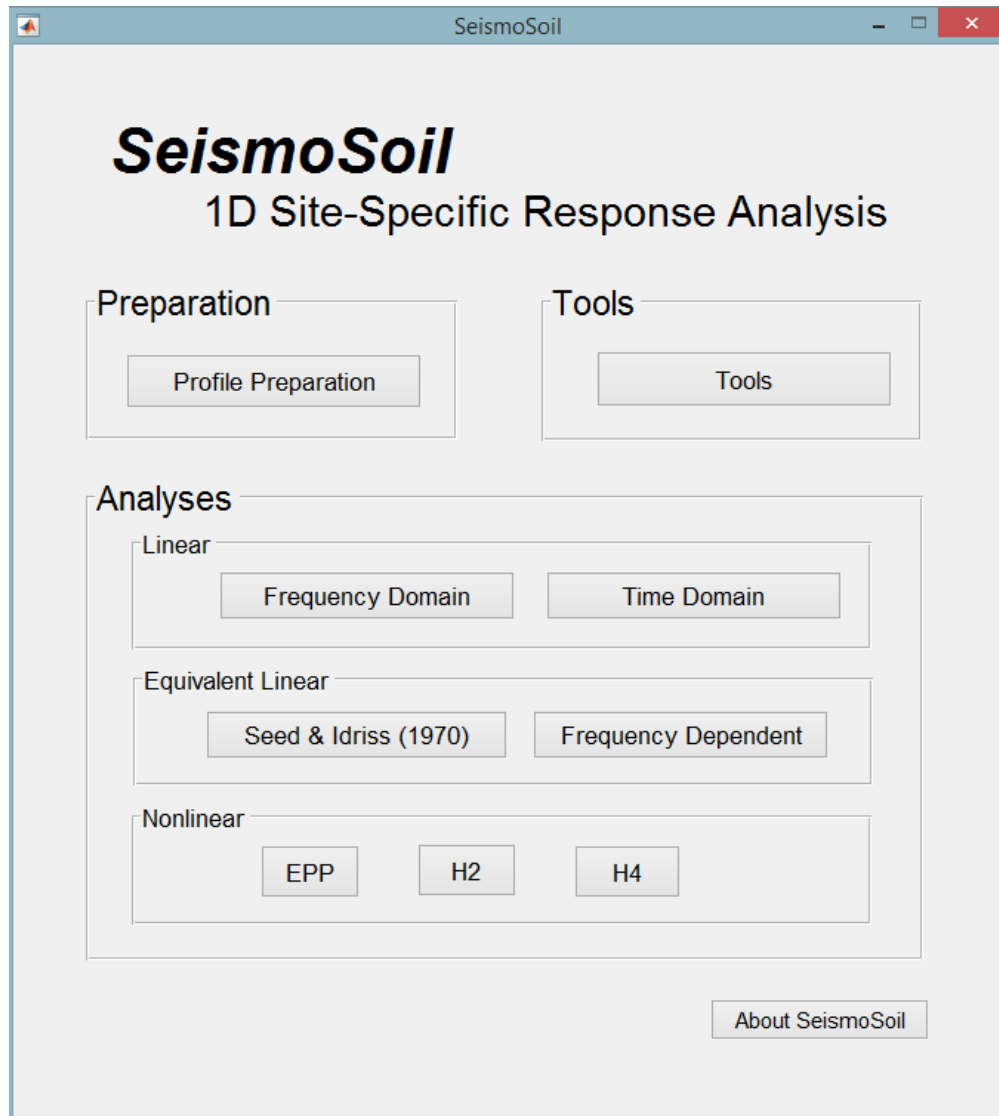 SeismoSoil
SeismoSoil
1D Site-Specific Response Analysis
Preparation
Profile Preparation
Tools
Tools
Analyses
Linear
Frequency Domain
Time Domain
Equivalent Linear
Seed & Idriss (1970)
Frequency Dependent
Nonlinear
EPP
H2
H4
About SeismoSoil